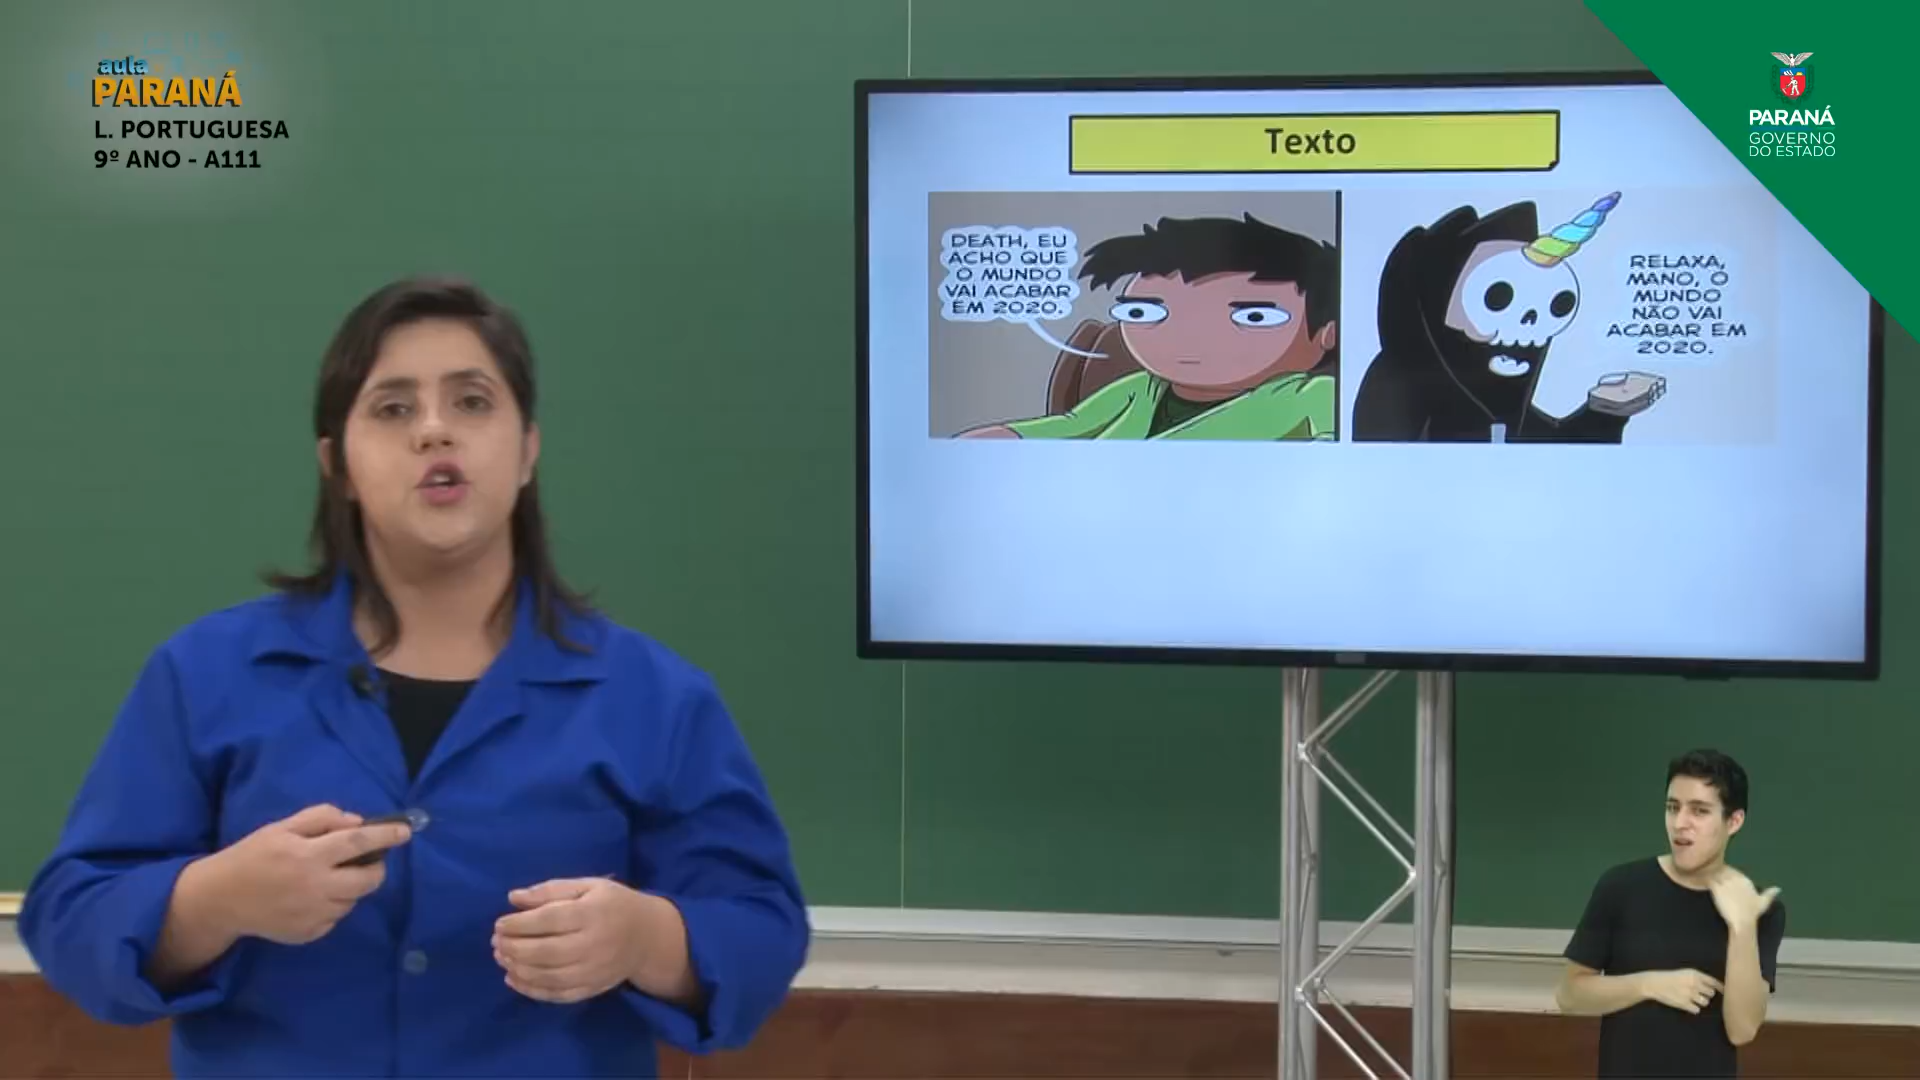 aula
PARANÁ
L. PORTUGUESA
9º ANO - A111
Texto
DEATH, EU
ACHO QUE
O MUNDO
VAI ACABAR
EM 2020.
RELAXA,
MANO, O
MUNDO
NÃO VAI
ACABAR EM
2020.
PARANÁ
GOVERNO
DO ESTADO